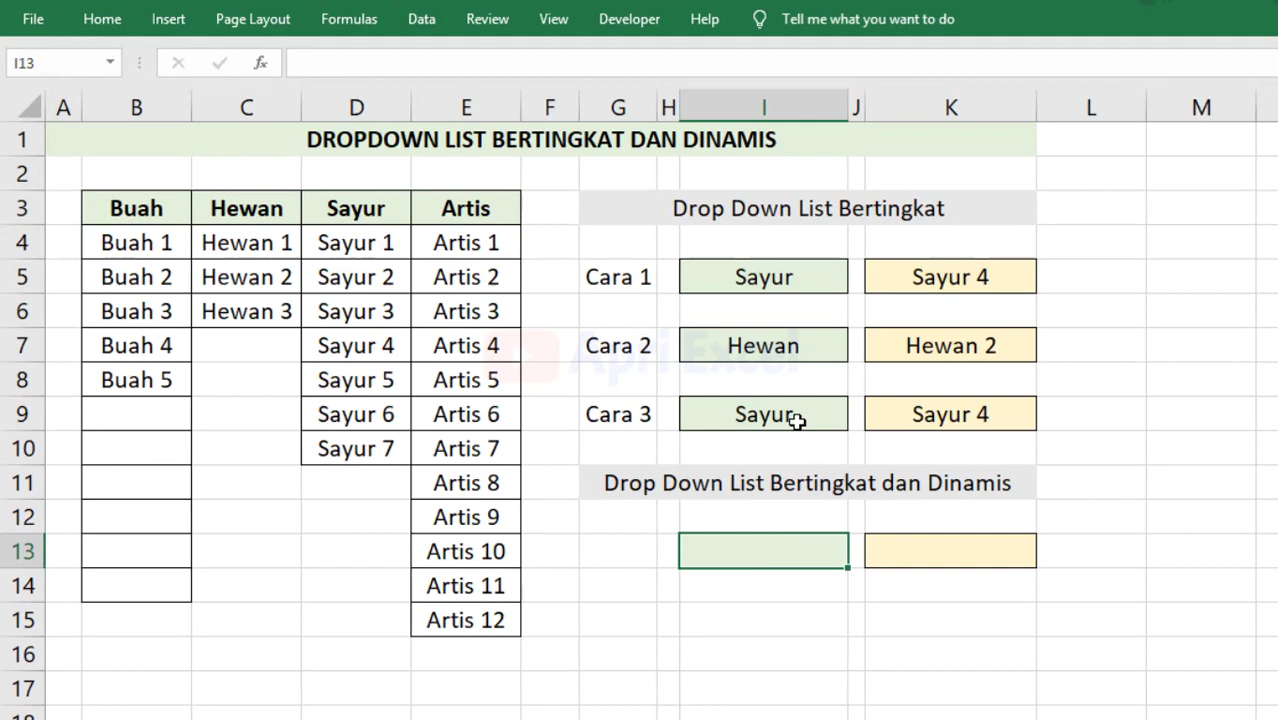 File Home Insert Page Layout Formulas Data Review View Developer Help Tell me what you want to do
I13 fx
A B C D E F G H I J K L M
1 DROPDOWN LIST BERTINGKAT DAN DINAMIS
2
3 Buah Hewan Sayur Artis Drop Down List Bertingkat
4 Buah 1 Hewan 1 Sayur 1 Artis 1
5 Buah 2 Hewan 2 Sayur 2 Artis 2 Cara 1 Sayur Sayur 4
6 Buah 3 Hewan 3 Sayur 3 Artis 3
7 Buah 4 Sayur 4 Artis 4 Cara 2 Hewan Hewan 2
Apri Excel
8 Buah 5 Sayur 5 Artis 5
9 Sayur 6 Artis 6 Cara 3 Sayur Sayur 4
10 Sayur 7 Artis 7
11 Artis 8 Drop Down List Bertingkat dan Dinamis
12 Artis 9
13 Artis 10
14 Artis 11
15 Artis 12
16
17
18